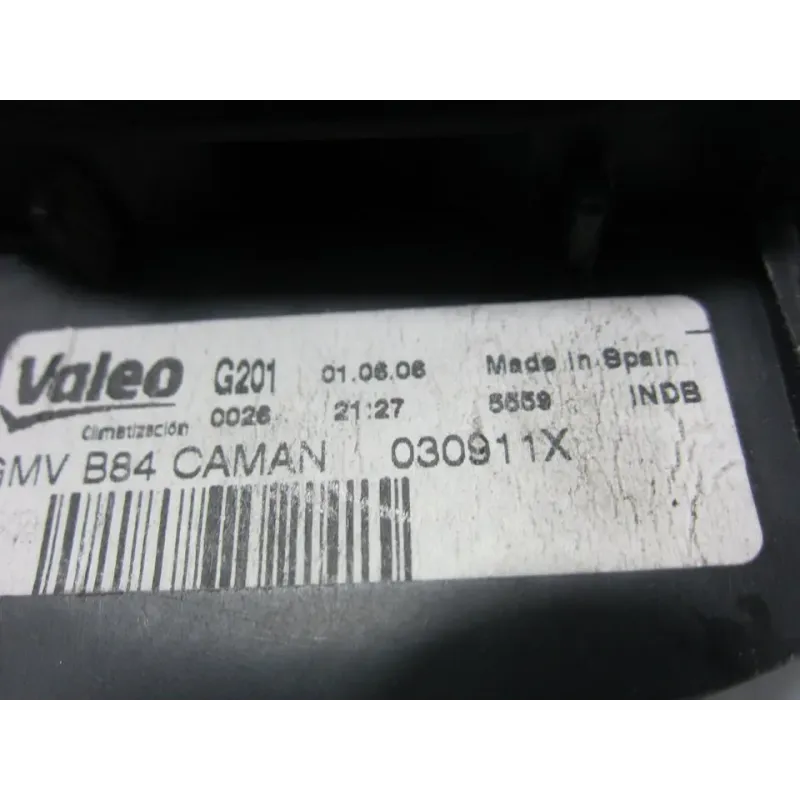 Valeo G201 01.06.06 Made in Spain
Climatización 0026 21:27 5559 INDB
GMV B84 CAMAN 030911X